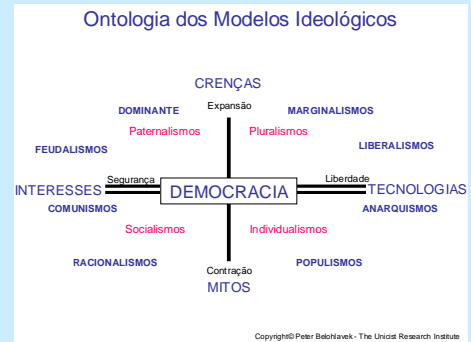 Ontologia dos Modelos Ideológicos
CRENÇAS
Expansão
DOMINANTE
MARGINALISMOS
Paternalismos
Pluralismos
FEUDALISMOS
LIBERALISMOS
Segurança
Liberdade
INTERESSES
DEMOCRACIA
TECNOLOGIAS
COMUNISMOS
ANARQUISMOS
Socialismos
Individualismos
RACIONALISMOS
POPULISMOS
Contração
MITOS
Copyright© Peter Belohlavek - The Unicist Research Institute